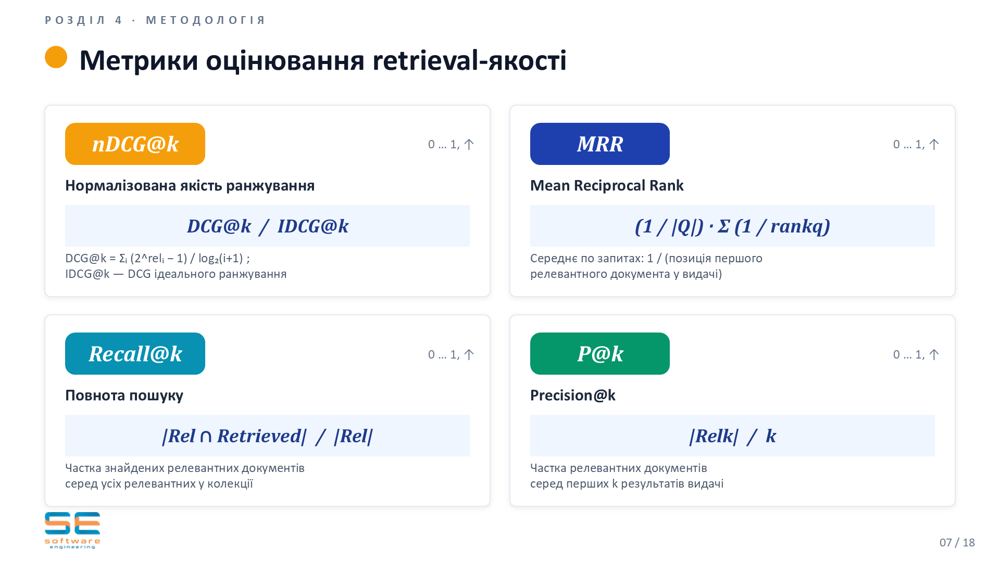 РОЗДІЛ 4 · МЕТОДОЛОГІЯ
Метрики оцінювання retrieval-якості
nDCG@k
0 … 1, ↑
Нормалізована якість ранжування
DCG@k / IDCG@k
DCG@k = Σᵢ (2^relᵢ − 1) / log₂(i+1) ;
IDCG@k — DCG ідеального ранжування
MRR
0 … 1, ↑
Mean Reciprocal Rank
(1 / |Q|) · Σ (1 / rankq)
Середнє по запитах: 1 / (позиція першого
релевантного документа у видачі)
Recall@k
0 … 1, ↑
Повнота пошуку
|Rel ∩ Retrieved| / |Rel|
Частка знайдених релевантних документів
серед усіх релевантних у колекції
P@k
0 … 1, ↑
Precision@k
|Relk| / k
Частка релевантних документів
серед перших k результатів видачі
SE
software
engineering
07 / 18